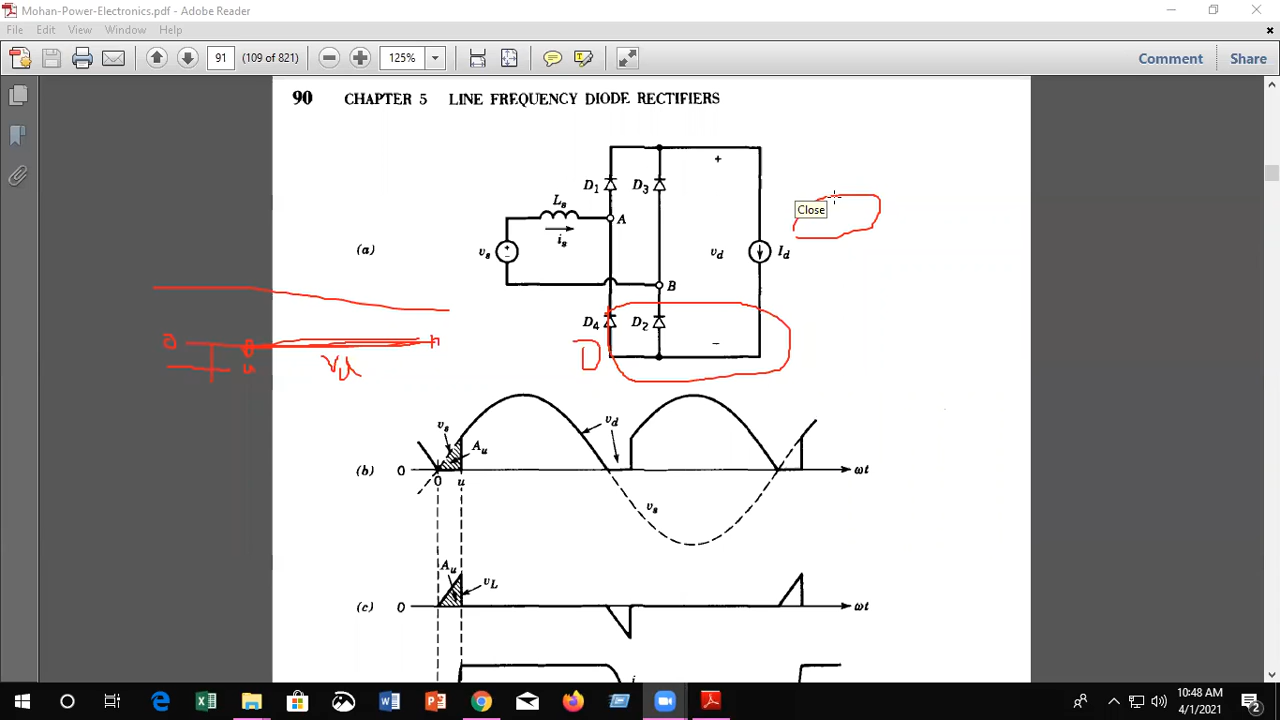 Mohan-Power-Electronics.pdf - Adobe Reader
File Edit View Window Help
91 (109 of 821) 125% Comment Share
90 CHAPTER 5 LINE FREQUENCY DIODE RECTIFIERS
+
D1 D3
Close
Ls
A
is
(a) vs + - vd Id
B
D4 D2
-
D
0
u
(b) 0 vs Au vd
0 u ωt
vs
(c) 0 Au vL ωt
i
10:48 AM
4/1/2021
2